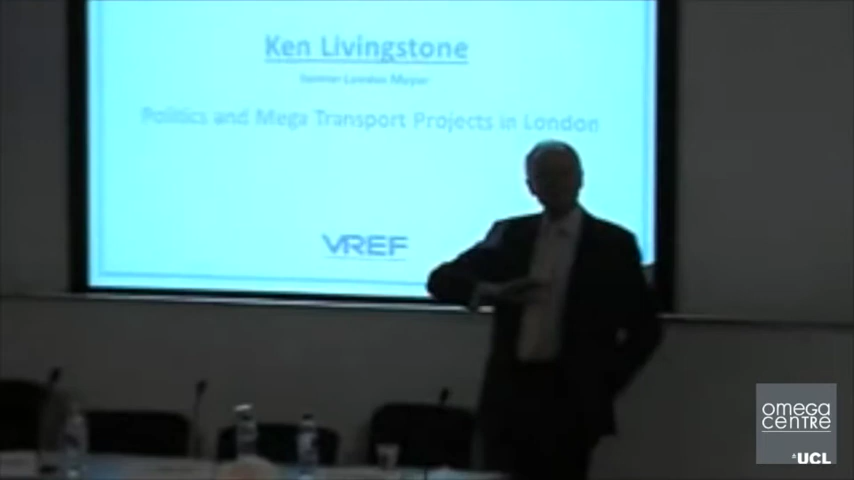 Ken Livingstone
former London Mayor
Politics and Mega Transport Projects in London
VREF
omega
centre
UCL